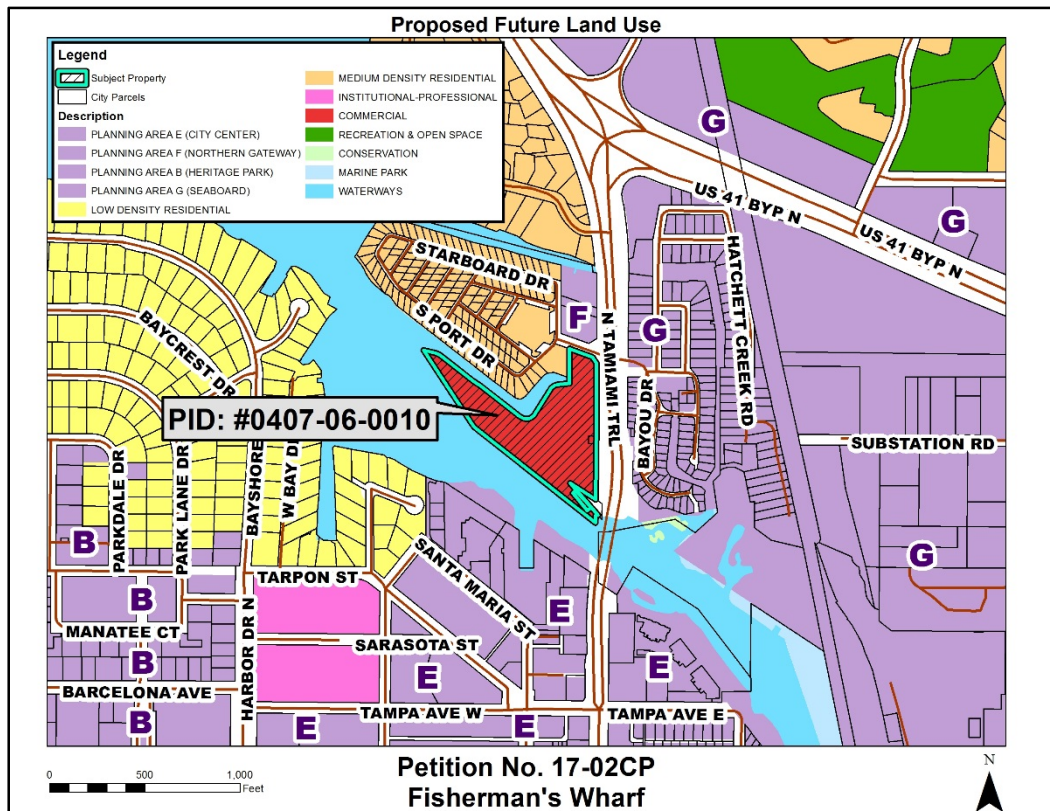 Proposed Future Land Use
Legend
Subject Property
City Parcels
Description
PLANNING AREA E (CITY CENTER)
PLANNING AREA F (NORTHERN GATEWAY)
PLANNING AREA B (HERITAGE PARK)
PLANNING AREA G (SEABOARD)
LOW DENSITY RESIDENTIAL
MEDIUM DENSITY RESIDENTIAL
INSTITUTIONAL-PROFESSIONAL
COMMERCIAL
RECREATION & OPEN SPACE
CONSERVATION
MARINE PARK
WATERWAYS
G
US 41 BYP N
G
US 41 BYP N
STARBOARD DR
S PORT DR
F
G
N TAMIAMI TRL
HATCHETT CREEK RD
BAYCREST DR
PID: #0407-06-0010
BAYOU DR
SUBSTATION RD
PARKDALE DR
PARK LANE DR
BAYSHORE
W BAY D
B
G
TARPON ST
SANTA MARIA ST
B
MANATEE CT
HARBOR DR N
SARASOTA ST
E
E
B
E
BARCELONA AVE
TAMPA AVE W
TAMPA AVE E
B
E
E
0 500 1,000
Feet
Petition No. 17-02CP
Fisherman's Wharf
N